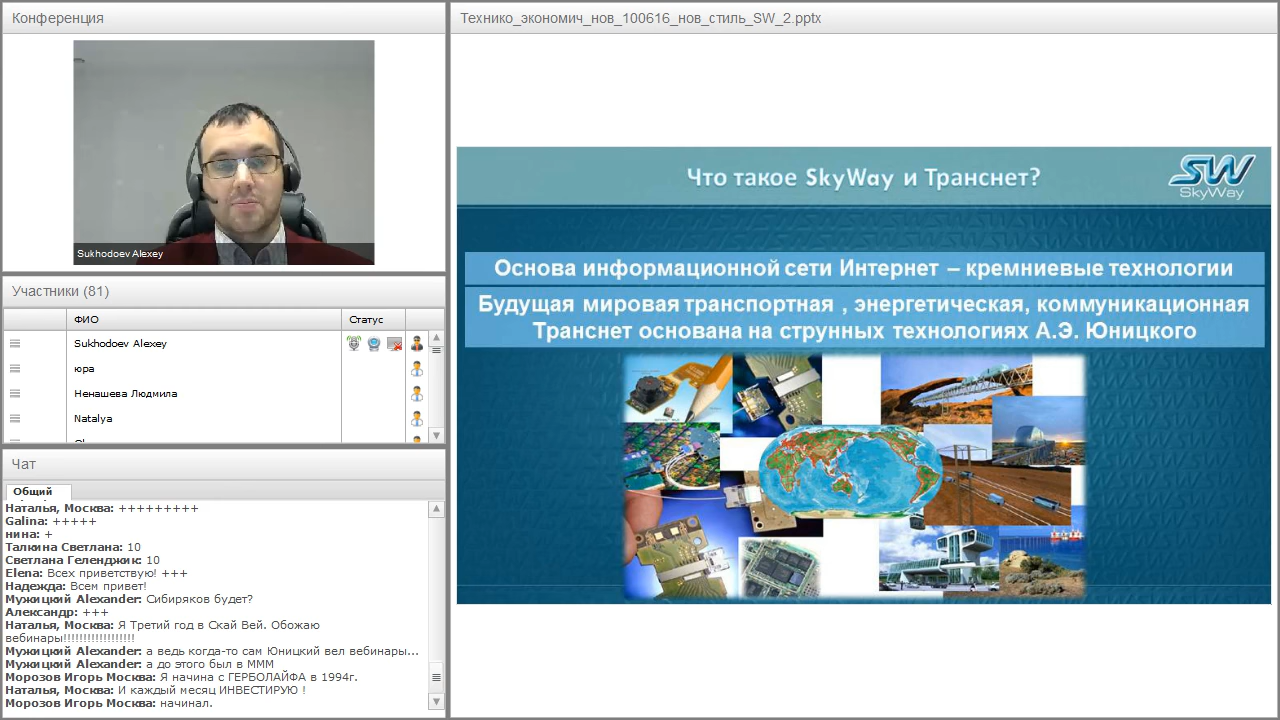 Конференция
Sukhodoev Alexey
Участники (81)
ФИО
Статус
Sukhodoev Alexey
юра
Ненашева Людмила
Natalya
Чат
Общий
Наталья, Москва: +++++++++
Galina: +++++
нина: +
Талкина Светлана: 10
Светлана Геленджик: 10
Elena: Всех приветствую! +++
Надежда: Всем привет!
Мужицкий Alexander: Сибиряков будет?
Александр: +++
Наталья, Москва: Я Третий год в Скай Вей. Обожаю
вебинары!!!!!!!!!!!!!!!!!!
Мужицкий Alexander: а ведь когда-то сам Юницкий вел вебинары...
Мужицкий Alexander: а до этого был в МММ
Морозов Игорь Москва: Я начина с ГЕРБОЛАЙФА в 1994г.
Наталья, Москва: И каждый месяц ИНВЕСТИРУЮ !
Морозов Игорь Москва: начинал.
Технико_экономич_нов_100616_нов_стиль_SW_2.pptx
Что такое SkyWay и Транснет?
SW
SkyWay
Основа информационной сети Интернет – кремниевые технологии
Будущая мировая транспортная , энергетическая, коммуникационная
Транснет основана на струнных технологиях А.Э. Юницкого